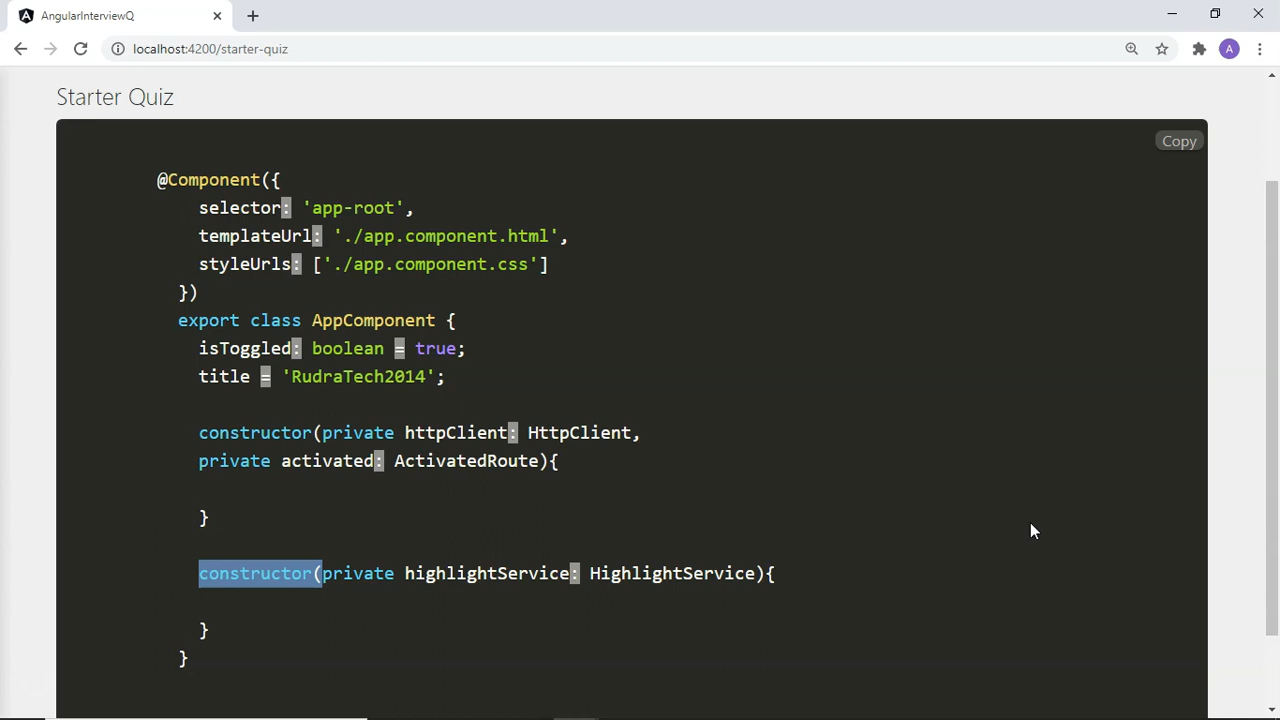 AngularInterviewQ
localhost:4200/starter-quiz
A
Starter Quiz
Copy
@Component({
selector: 'app-root',
templateUrl: './app.component.html',
styleUrls: ['./app.component.css']
})
export class AppComponent {
isToggled: boolean = true;
title = 'RudraTech2014';
constructor(private httpClient: HttpClient,
private activated: ActivatedRoute){
}
constructor(private highlightService: HighlightService){
}
}